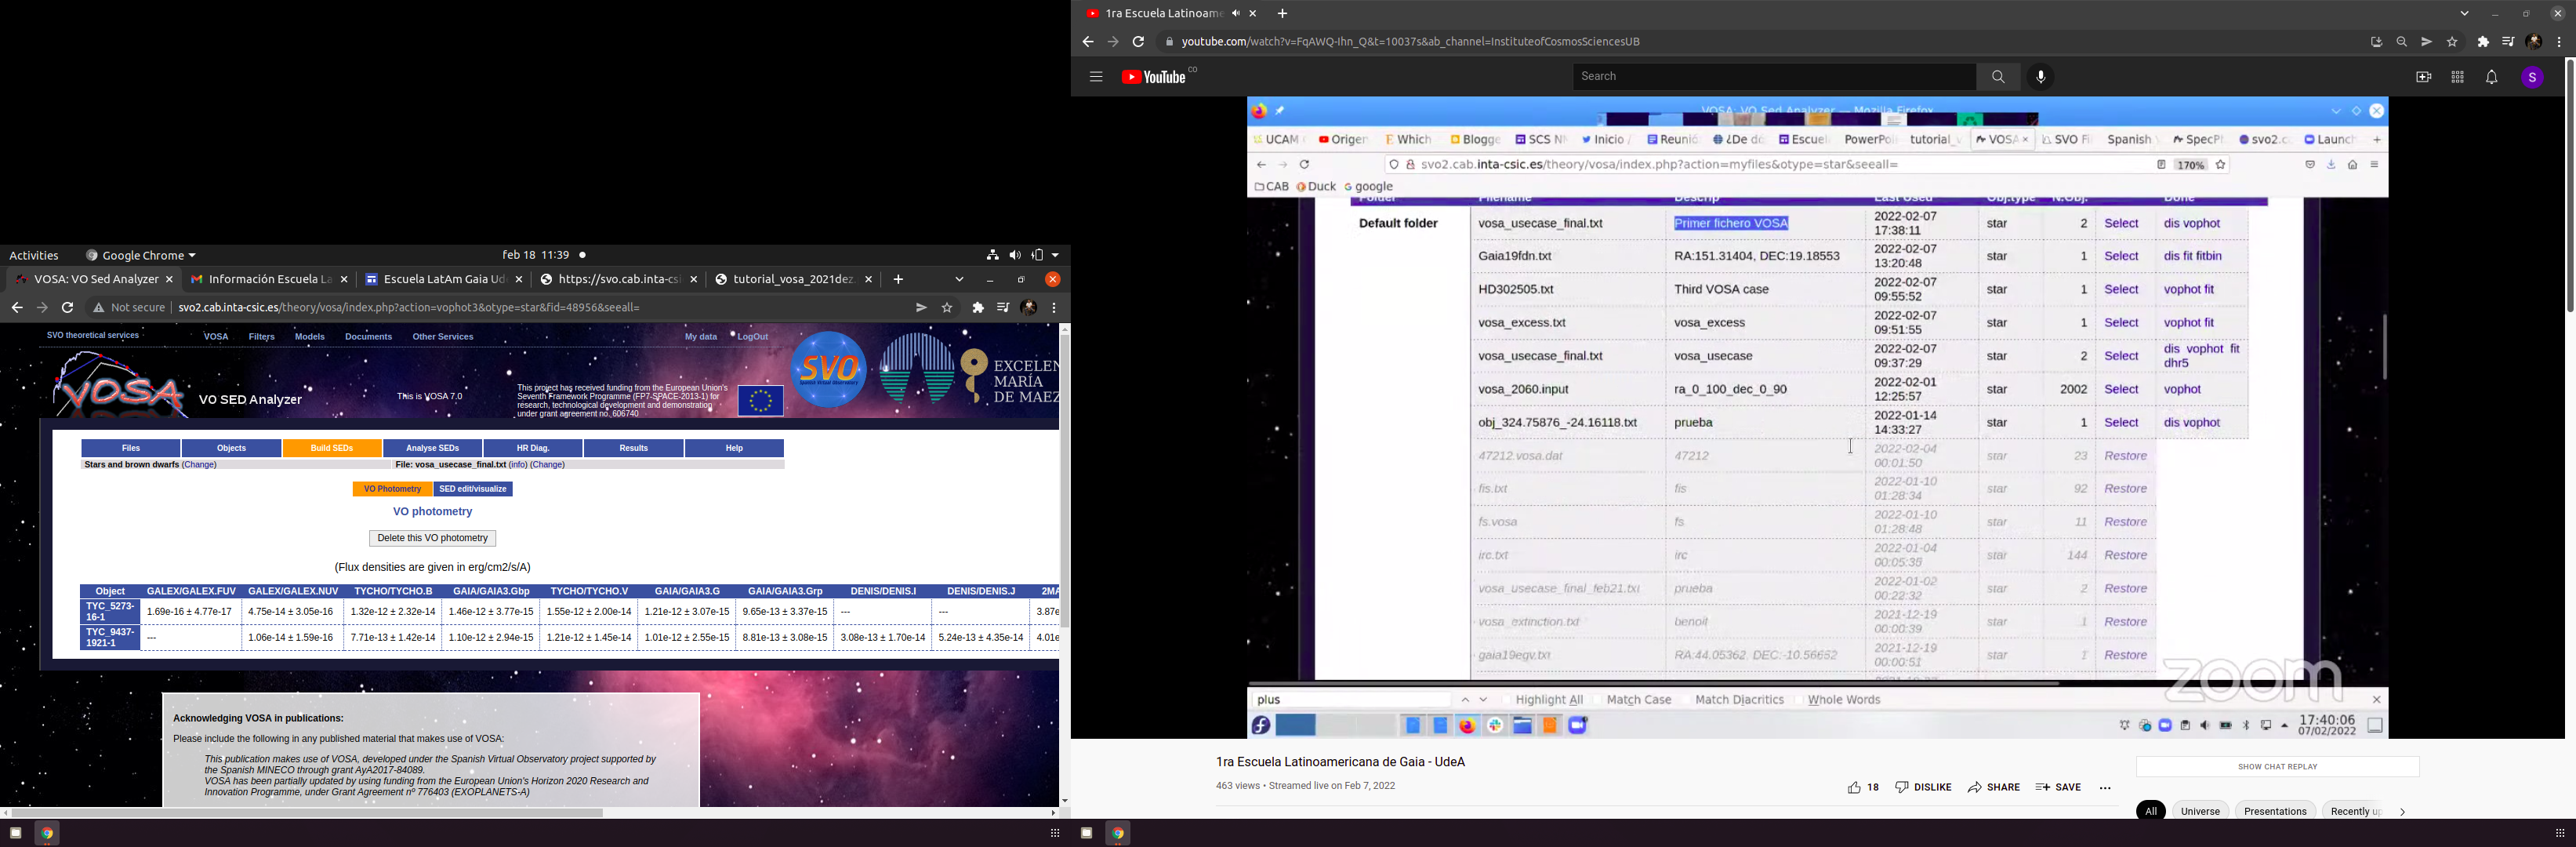 Activities
Google Chrome
feb 18 11:39
VOSA: VO Sed Analyzer
Información Escuela La
Escuela LatAm Gaia Ud
https://svo.cab.inta-csi
tutorial_vosa_2021dez.
Not secure
svo2.cab.inta-csic.es/theory/vosa/index.php?action=vophot3&otype=star&fid=48956&seeall=
SVO theoretical services
VOSA
Filters
Models
Documents
Other Services
My data
LogOut
VOSA
VO SED Analyzer
This is VOSA 7.0
This project has received funding from the European Union's
Seventh Framework Programme (FP7-SPACE-2013-1) for
research, technological development and demonstration
under grant agreement no. 606740
SVO
EXCELEN
MARÍA
DE MAEZ
Files
Objects
Build SEDs
Analyse SEDs
HR Diag.
Results
Help
Stars and brown dwarfs (Change)
File: vosa_usecase_final.txt (info) (Change)
VO Photometry
SED edit/visualize
VO photometry
Delete this VO photometry
(Flux densities are given in erg/cm2/s/A)
Object GALEX/GALEX.FUV GALEX/GALEX.NUV TYCHO/TYCHO.B GAIA/GAIA3.Gbp TYCHO/TYCHO.V GAIA/GAIA3.G GAIA/GAIA3.Grp DENIS/DENIS.I DENIS/DENIS.J 2MA
TYC_5273-16-1 1.69e-16 ± 4.77e-17 4.75e-14 ± 3.05e-16 1.32e-12 ± 2.32e-14 1.46e-12 ± 3.77e-15 1.55e-12 ± 2.00e-14 1.21e-12 ± 3.07e-15 9.65e-13 ± 3.37e-15 --- --- 3.87e
TYC_9437-1921-1 --- 1.06e-14 ± 1.59e-16 7.71e-13 ± 1.42e-14 1.10e-12 ± 2.94e-15 1.21e-12 ± 1.45e-14 1.01e-12 ± 2.55e-15 8.81e-13 ± 3.08e-15 3.08e-13 ± 1.70e-14 5.24e-13 ± 4.35e-14 4.01e
Acknowledging VOSA in publications:
Please include the following in any published material that makes use of VOSA:
This publication makes use of VOSA, developed under the Spanish Virtual Observatory project supported by
the Spanish MINECO through grant AyA2017-84089.
VOSA has been partially updated by using funding from the European Union's Horizon 2020 Research and
Innovation Programme, under Grant Agreement nº 776403 (EXOPLANETS-A)
1ra Escuela Latinoame
youtube.com/watch?v=FqAWQ-Ihn_Q&t=10037s&ab_channel=InstituteofCosmosSciencesUB
YouTube CO
Search
S
VOSA: VO Sed Analyzer — Mozilla Firefox
UCAM
Origen
Which
Blogge
SCS N
Inicio /
Reunió
¿De dó
Escuel
PowerPoi
tutorial_v
VOSA
SVO Fi
Spanish
SpecP
svo2.c
Launch
svo2.cab.inta-csic.es/theory/vosa/index.php?action=myfiles&otype=star&seeall=
170%
CAB
Duck
google
Folder Filename Descrip Last Used Obj.type N.Obj. Done
Default folder
vosa_usecase_final.txt Primer fichero VOSA 2022-02-07 17:38:11 star 2 Select dis vophot
Gaia19fdn.txt RA:151.31404, DEC:19.18553 2022-02-07 13:20:48 star 1 Select dis fit fitbin
HD302505.txt Third VOSA case 2022-02-07 09:55:52 star 1 Select vophot fit
vosa_excess.txt vosa_excess 2022-02-07 09:51:55 star 1 Select vophot fit
vosa_usecase_final.txt vosa_usecase 2022-02-07 09:37:29 star 2 Select dis vophot fit dhr5
vosa_2060.input ra_0_100_dec_0_90 2022-02-01 12:25:57 star 2002 Select vophot
obj_324.75876_-24.16118.txt prueba 2022-01-14 14:33:27 star 1 Select dis vophot
47212.vosa.dat 47212 2022-02-04 00:01:50 star 23 Restore
fis.txt fis 2022-01-10 01:28:34 star 92 Restore
fs.vosa fs 2022-01-10 01:28:48 star 11 Restore
irc.txt irc 2022-01-04 00:05:35 star 144 Restore
vosa_usecase_final_feb21.txt prueba 2022-01-02 00:22:32 star 2 Restore
vosa_extinction.txt benoit 2021-12-19 00:00:39 star 1 Restore
gaia19egv.txt RA:44.05362, DEC:-10.56652 2021-12-19 00:00:51 star 1 Restore
zoom
plus
Highlight All
Match Case
Match Diacritics
Whole Words
17:40:06
07/02/2022
1ra Escuela Latinoamericana de Gaia - UdeA
463 views • Streamed live on Feb 7, 2022
18
DISLIKE
SHARE
SAVE
SHOW CHAT REPLAY
All
Universe
Presentations
Recently up